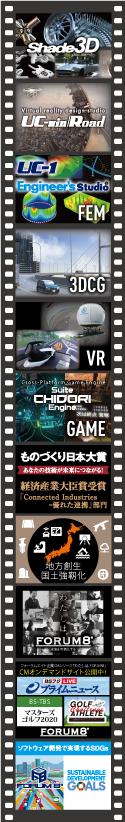 Shade3D
Virtual reality design studio
UC-win/Road
UC-1
Engineer's Studio
FEM
3DCG
VR
Cross-Platform Game Engine
Suite
CHIDORI
Engine
GAME
ものづくり日本大賞
あなたの技術が未来につながる!
経済産業大臣賞受賞
「Connected Industries
－優れた連携」部門
地方創生
国土強靭化
FORUM8
CMオンデマンドサイト公開中!
BSフジ LIVE
プライムニュース
BS-TBS
マスターズ
ゴルフ2020
GOLF
ATHLETE
ソフトウェア開発で実現するSDGs
FORUM8
SUSTAINABLE
DEVELOPMENT
GOALS